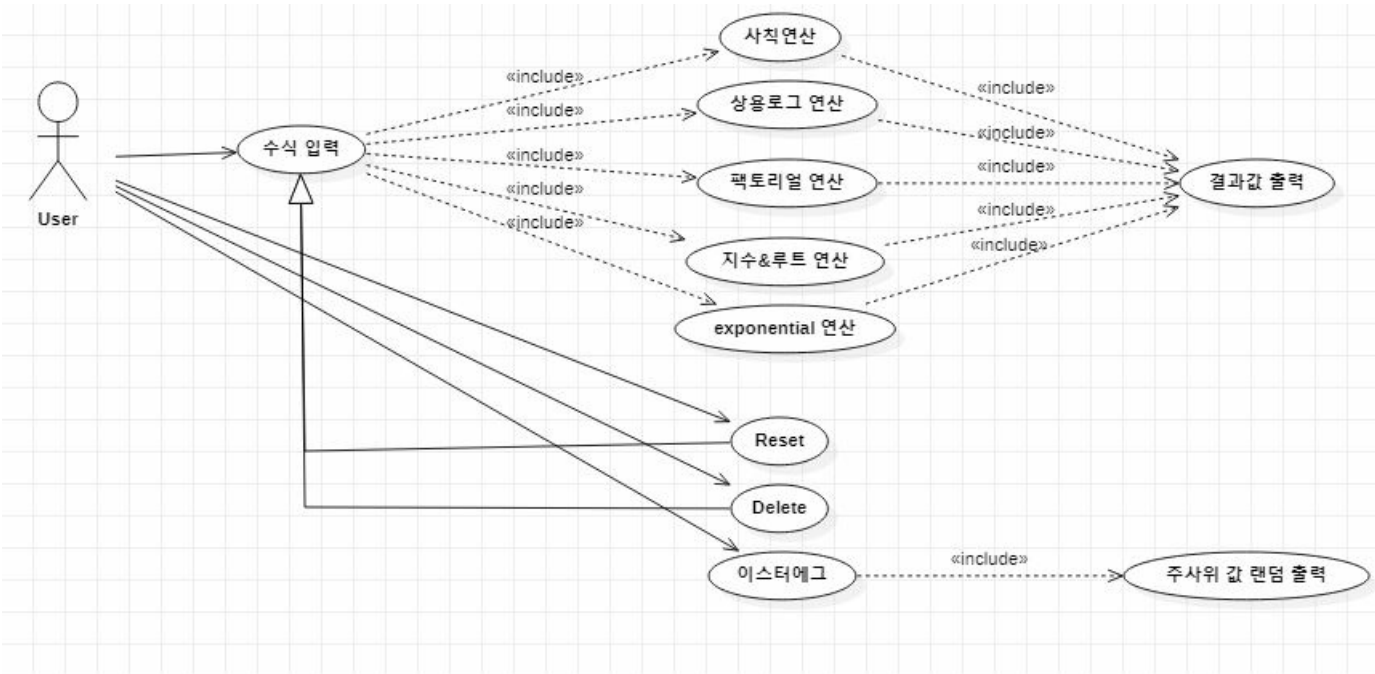 User
수식 입력
«include»
«include»
«include»
«include»
«include»
사칙연산
상용로그 연산
팩토리얼 연산
지수&루트 연산
exponential 연산
«include»
«include»
«include»
«include»
«include»
결과값 출력
Reset
Delete
이스터에그
«include»
주사위 값 랜덤 출력